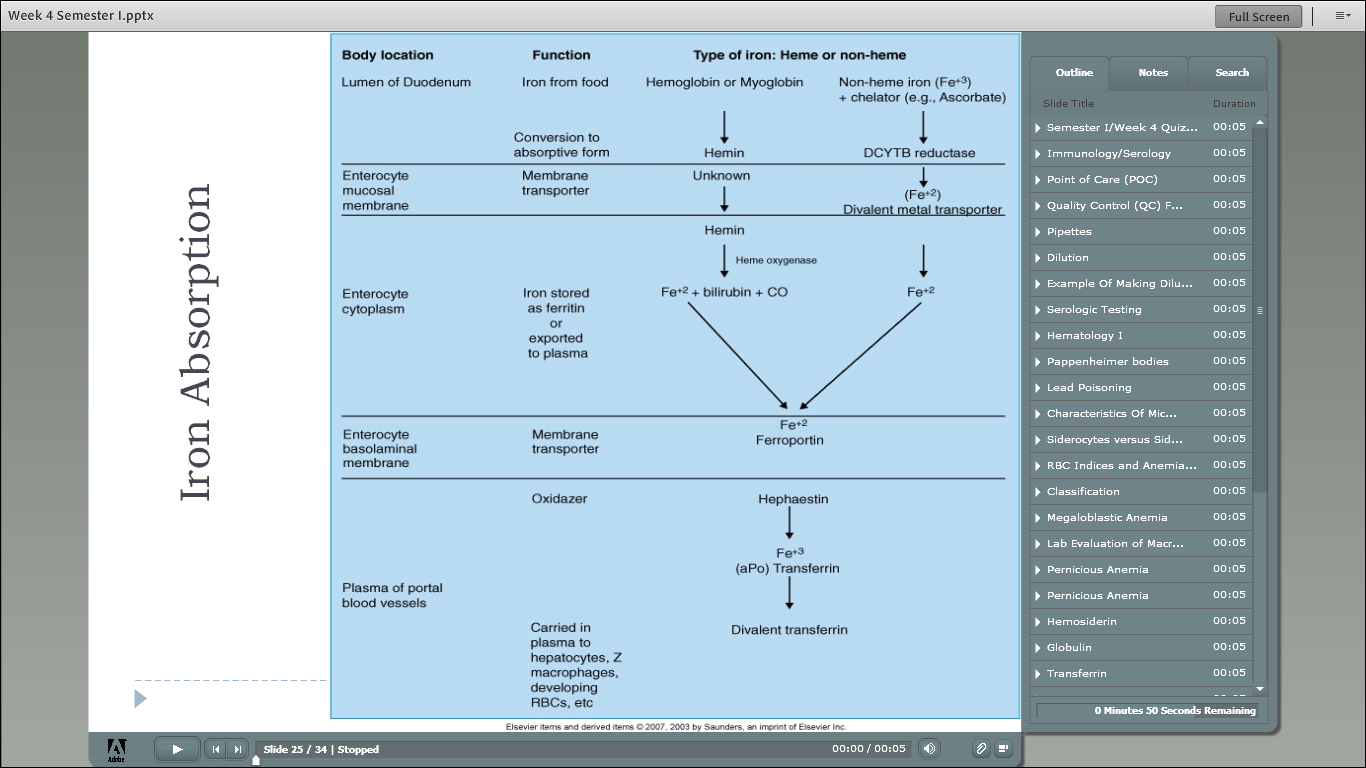 Week 4 Semester I.pptx
Full Screen
Iron Absorption
Body location Function Type of iron: Heme or non-heme
Lumen of Duodenum Iron from food Hemoglobin or Myoglobin Non-heme iron (Fe+3)
+ chelator (e.g., Ascorbate)
Conversion to
absorptive form Hemin DCYTB reductase
Enterocyte Membrane Unknown
mucosal transporter (Fe+2)
membrane Divalent metal transporter
Hemin
Heme oxygenase
Enterocyte Iron stored Fe+2 + bilirubin + CO Fe+2
cytoplasm as ferritin
or
exported
to plasma
Fe+2
Enterocyte Membrane Ferroportin
basolaminal transporter
membrane
Oxidazer Hephaestin
Fe+3
(aPo) Transferrin
Plasma of portal
blood vessels
Carried in Divalent transferrin
plasma to
hepatocytes, Z
macrophages,
developing
RBCs, etc
Elsevier items and derived items © 2007, 2003 by Saunders, an imprint of Elsevier Inc.
Outline Notes Search
Slide Title Duration
Semester I/Week 4 Quiz... 00:05
Immunology/Serology 00:05
Point of Care (POC) 00:05
Quality Control (QC) F... 00:05
Pipettes 00:05
Dilution 00:05
Example Of Making Dilu... 00:05
Serologic Testing 00:05
Hematology I 00:05
Pappenheimer bodies 00:05
Lead Poisoning 00:05
Characteristics Of Mic... 00:05
Siderocytes versus Sid... 00:05
RBC Indices and Anemia... 00:05
Classification 00:05
Megaloblastic Anemia 00:05
Lab Evaluation of Macr... 00:05
Pernicious Anemia 00:05
Pernicious Anemia 00:05
Hemosiderin 00:05
Globulin 00:05
Transferrin 00:05
0 Minutes 50 Seconds Remaining
Adobe
Slide 25 / 34 | Stopped 00:00 / 00:05